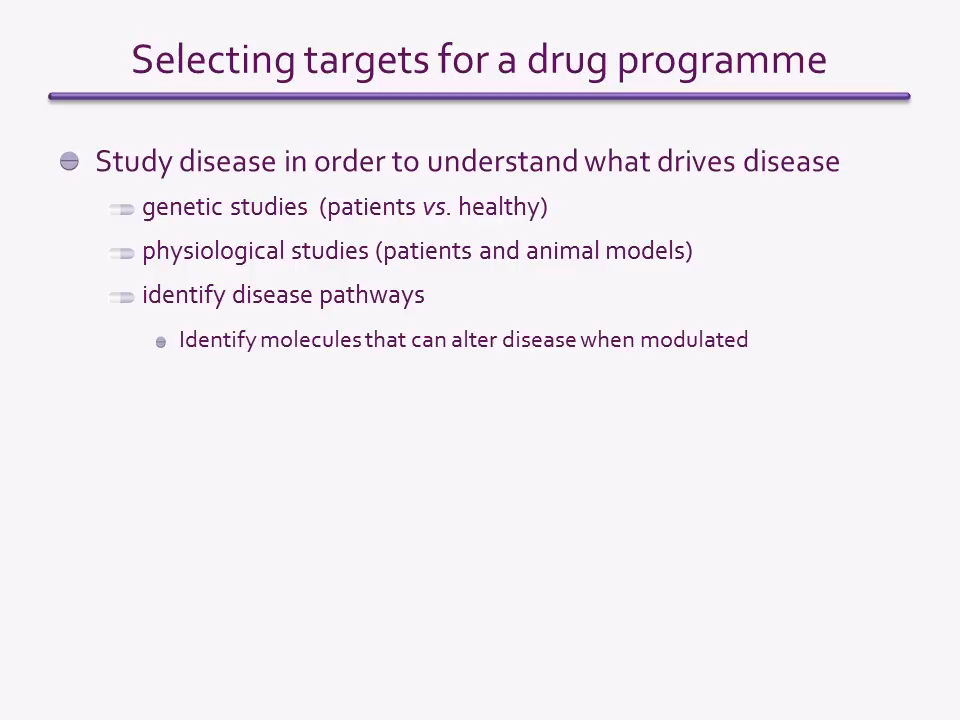 Selecting targets for a drug programme
Study disease in order to understand what drives disease
genetic studies (patients vs. healthy)
physiological studies (patients and animal models)
identify disease pathways
Identify molecules that can alter disease when modulated